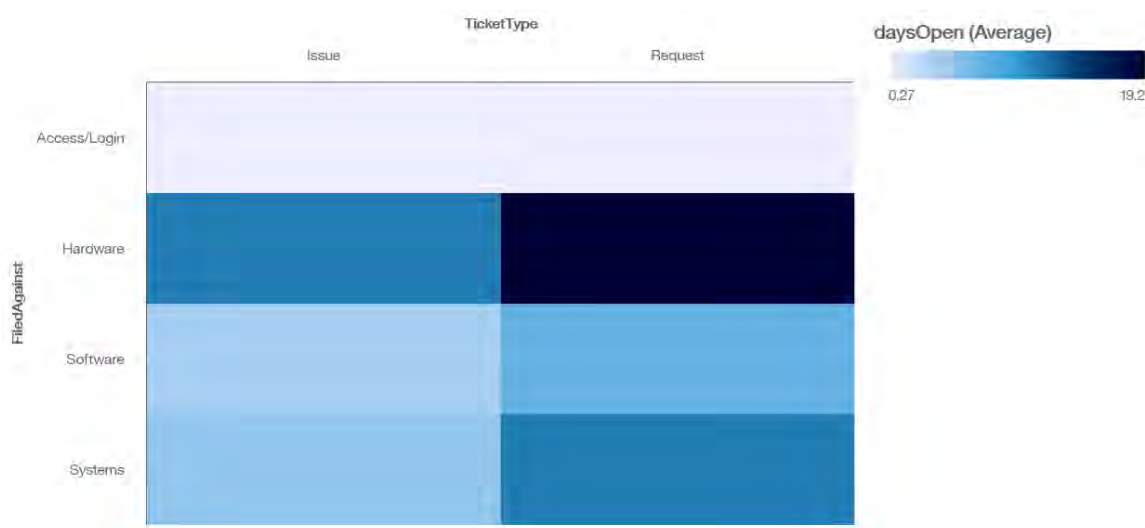 TicketType
daysOpen (Average)
Issue
Request
0.27
19.2
Access/Login
Hardware
FiledAgainst
Software
Systems